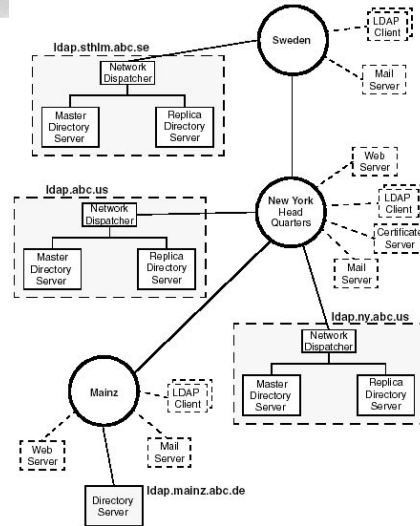 ldap.sthlm.abc.se
Network
Dispatcher
Master
Directory
Server
Replica
Directory
Server
Sweden
LDAP
Client
Mail
Server
ldap.abc.us
Network
Dispatcher
Master
Directory
Server
Replica
Directory
Server
New York
Head
Quarters
Web
Server
LDAP
Client
Certificate
Server
Mail
Server
ldap.ny.abc.us
Network
Dispatcher
Master
Directory
Server
Replica
Directory
Server
Mainz
LDAP
Client
Web
Server
Mail
Server
Directory
Server
ldap.mainz.abc.de